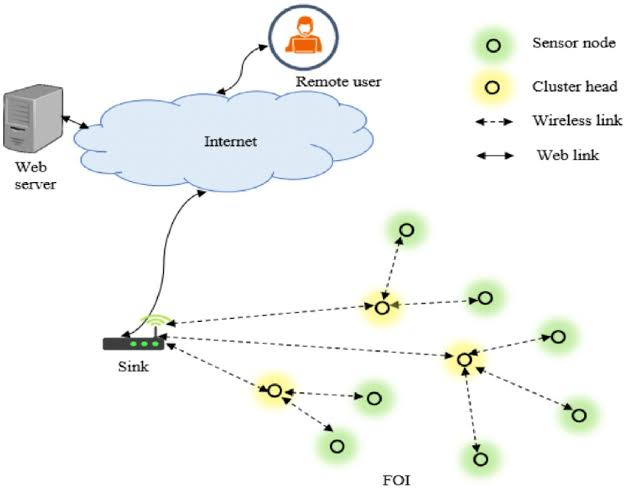 Remote user
Sensor node
Cluster head
Wireless link
Web link
Internet
Web
server
Sink
FOI